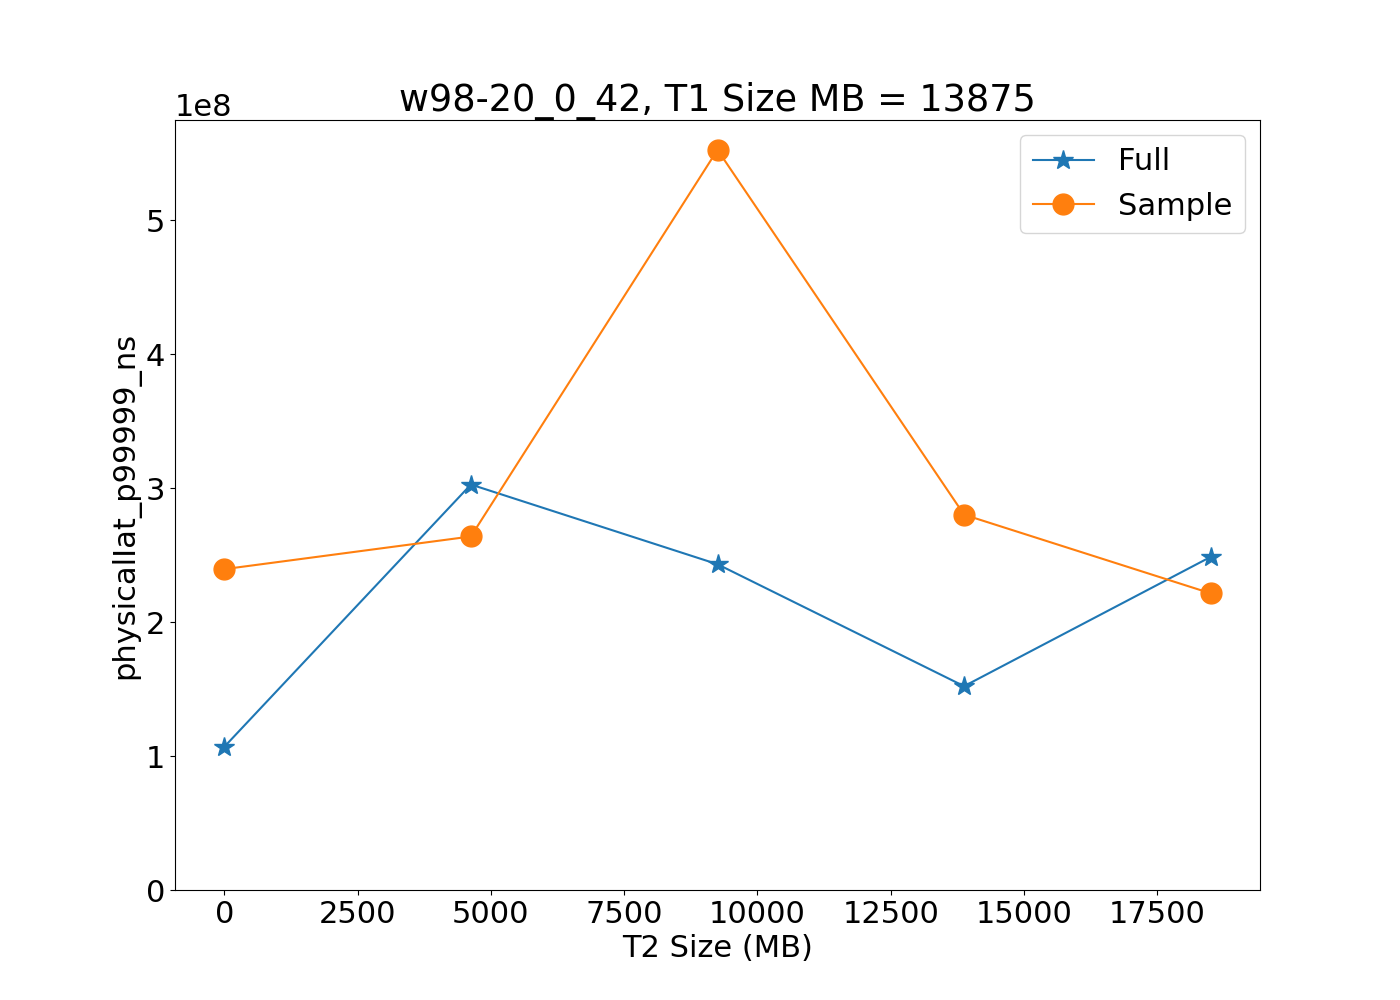 w98-20_0_42, T1 Size MB = 13875
1e8
Full
Sample
5
4
3
2
1
0
physicallat_p99999_ns
0 2500 5000 7500 10000 12500 15000 17500
T2 Size (MB)